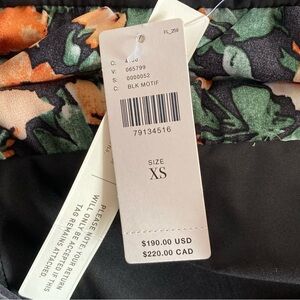 FL_259
V: 065799
S: 0000052
C: BLK MOTIF
79134516
SIZE
XS
$190.00 USD
$220.00 CAD
PLEASE NOTE: YOUR RETURN
WILL ONLY BE ACCEPTED IF THIS
TAG REMAINS ATTACHED.